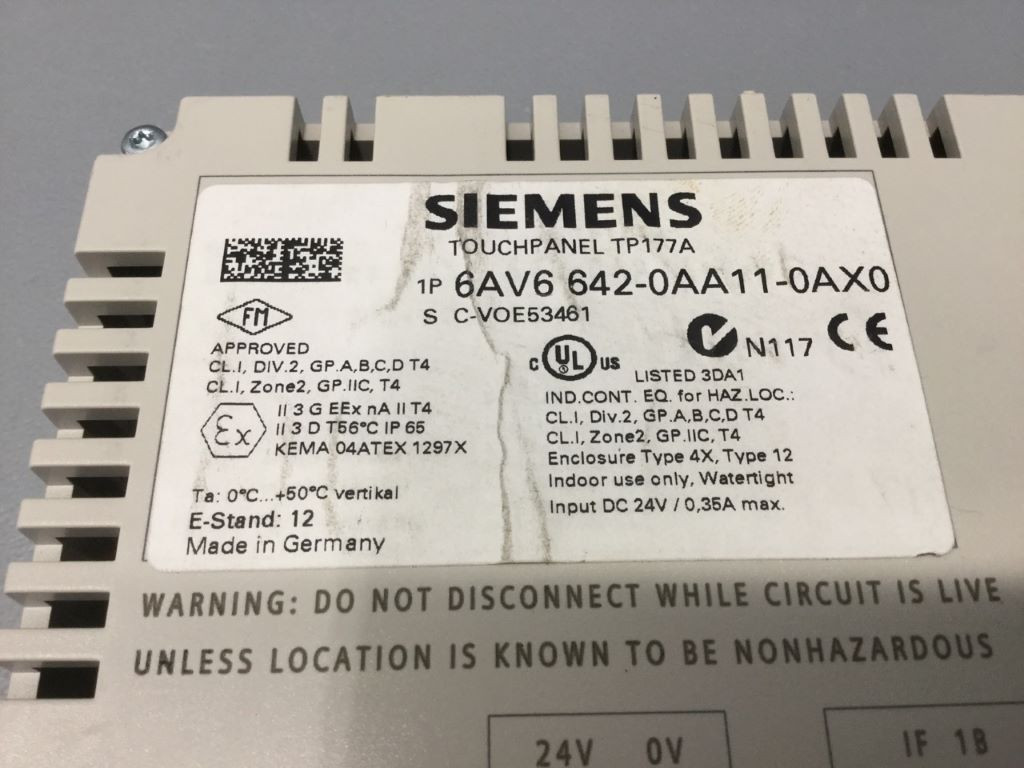 SIEMENS
TOUCHPANEL TP177A
1P 6AV6 642-0AA11-0AX0
S C-VOE53461
FM
APPROVED
CL.I, DIV.2, GP.A,B,C,D T4
CL.I, Zone2, GP.IIC, T4
Ex
II 3 G EEx nA II T4
II 3 D T56°C IP 65
KEMA 04ATEX 1297X
Ta: 0°C...+50°C vertikal
E-Stand: 12
Made in Germany
N117 CE
C UL US
LISTED 3DA1
IND.CONT. EQ. for HAZ.LOC.:
CL.I, Div.2, GP.A,B,C,D T4
CL.I, Zone2, GP.IIC, T4
Enclosure Type 4X, Type 12
Indoor use only, Watertight
Input DC 24V / 0,35A max.
WARNING: DO NOT DISCONNECT WHILE CIRCUIT IS LIVE
UNLESS LOCATION IS KNOWN TO BE NONHAZARDOUS
24V 0V
IF 1B